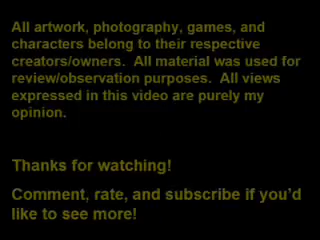 All artwork, photography, games, and
characters belong to their respective
creators/owners.  All material was used for
review/observation purposes.  All views
expressed in this video are purely my
opinion.
Thanks for watching!
Comment, rate, and subscribe if you'd
like to see more!